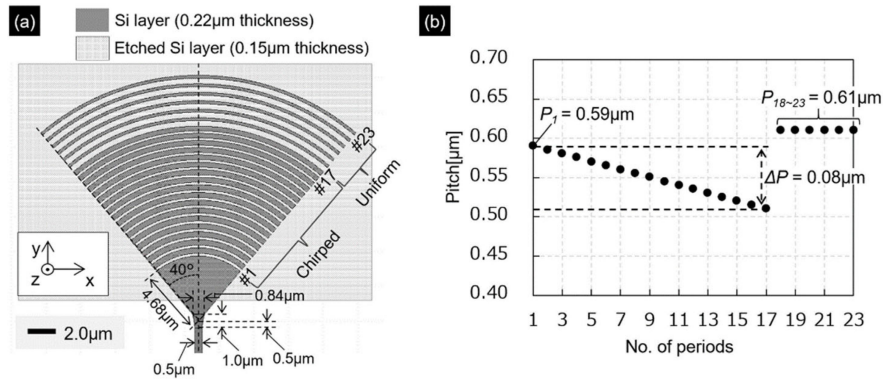 (a)
Si layer (0.22μm thickness)
Etched Si layer (0.15μm thickness)
#23
#17
#1
Uniform
Chirped
40°
4.68μm
0.84μm
0.5μm
1.0μm
0.5μm
y
z
x
2.0μm
(b)
Pitch[μm]
0.70
0.65
0.60
0.55
0.50
0.45
0.40
P18~23 = 0.61μm
P1 = 0.59μm
ΔP = 0.08μm
1 3 5 7 9 11 13 15 17 19 21 23
No. of periods